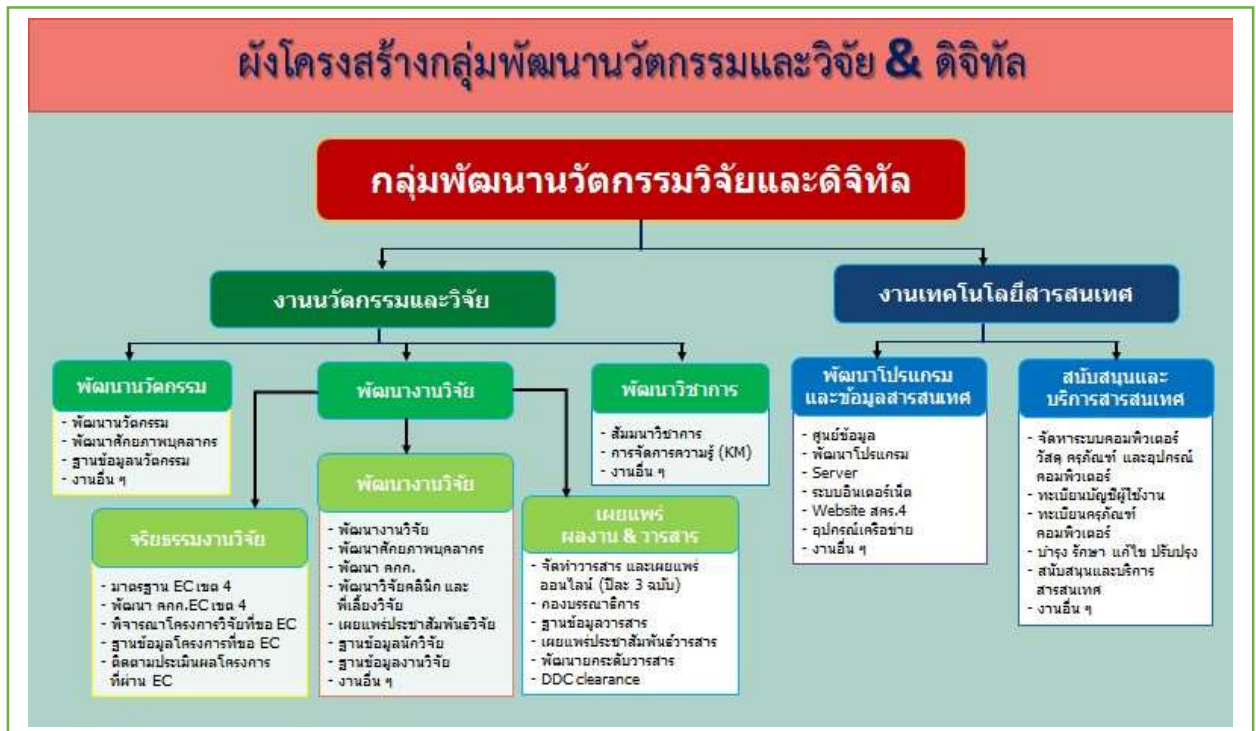 ผังโครงสร้างกลุ่มพัฒนานวัตกรรมและวิจัย & ดิจิทัล
กลุ่มพัฒนานวัตกรรมวิจัยและดิจิทัล
งานนวัตกรรมและวิจัย
งานเทคโนโลยีสารสนเทศ
พัฒนานวัตกรรม
- พัฒนานวัตกรรม
- พัฒนาศักยภาพบุคลากร
- ฐานข้อมูลนวัตกรรม
- งานอื่น ๆ
พัฒนางานวิจัย
พัฒนาวิชาการ
- สัมมนาวิชาการ
- การจัดการความรู้ (KM)
- งานอื่น ๆ
พัฒนาโปรแกรม
และข้อมูลสารสนเทศ
- ศูนย์ข้อมูล
- พัฒนาโปรแกรม
- Server
- ระบบอินเตอร์เน็ต
- Website สคร.4
- อุปกรณ์เครือข่าย
- งานอื่น ๆ
สนับสนุนและ
บริการสารสนเทศ
- จัดหาระบบคอมพิวเตอร์
วัสดุ ครุภัณฑ์ และอุปกรณ์
คอมพิวเตอร์
- ทะเบียนบัญชีผู้ใช้งาน
- ทะเบียนครุภัณฑ์
คอมพิวเตอร์
- บำรุง รักษา แก้ไข ปรับปรุง
- สนับสนุนและบริการ
สารสนเทศ
- งานอื่น ๆ
จริยธรรมงานวิจัย
- มาตรฐาน EC เขต 4
- พัฒนา คกก.EC เขต 4
- พิจารณาโครงการวิจัยที่ขอ EC
- ฐานข้อมูลโครงการที่ขอ EC
- ติดตามประเมินผลโครงการ
ที่ผ่าน EC
พัฒนางานวิจัย
- พัฒนางานวิจัย
- พัฒนาศักยภาพบุคลากร
- พัฒนา คกก.
- พัฒนาวิจัยคลินิก และ
พี่เลี้ยงวิจัย
- เผยแพร่ประชาสัมพันธ์วิจัย
- ฐานข้อมูลนักวิจัย
- ฐานข้อมูลงานวิจัย
- งานอื่น ๆ
เผยแพร่
ผลงาน & วารสาร
- จัดทำวารสาร และเผยแพร่
ออนไลน์ (ปีละ 3 ฉบับ)
- กองบรรณาธิการ
- ฐานข้อมูลวารสาร
- เผยแพร่ประชาสัมพันธ์วารสาร
- พัฒนายกระดับวารสาร
- DDC clearance